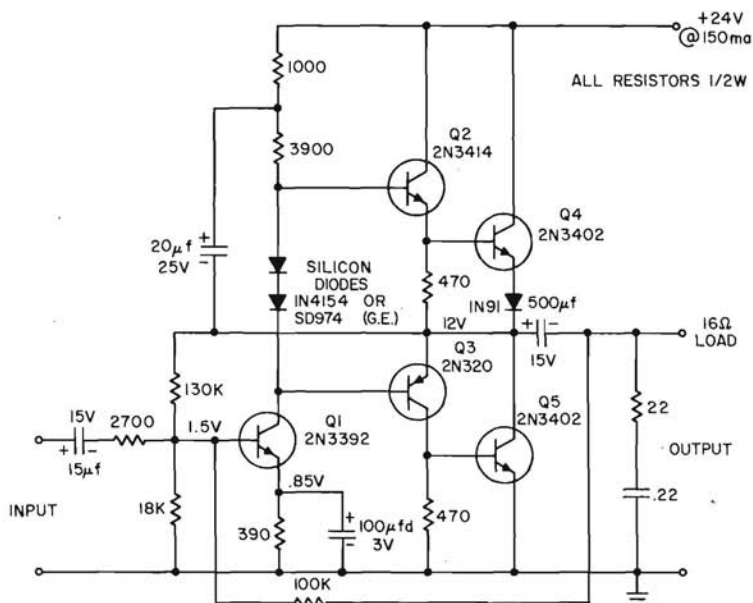 +24V
@150ma
1000
ALL RESISTORS 1/2W
3900
Q2
2N3414
Q4
2N3402
20μf
25V
+
-
SILICON
DIODES
IN4154 OR
SD974 (G.E.)
470
IN91
500μf
+
-
15V
12V
16Ω
LOAD
Q3
2N320
130K
15V
+
-
15μf
2700
1.5V
Q1
2N3392
Q5
2N3402
22
OUTPUT
.85V
INPUT
18K
390
+
-
100μfd
3V
470
.22
100K